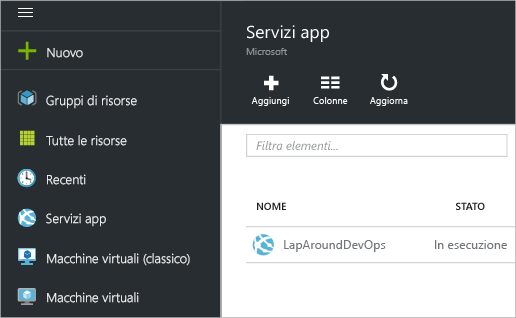 Nuovo
Gruppi di risorse
Tutte le risorse
Recenti
Servizi app
Macchine virtuali (classico)
Macchine virtuali
Servizi app
Microsoft
Aggiungi Colonne Aggiorna
Filtra elementi...
NOME STATO
LapAroundDevOps In esecuzione